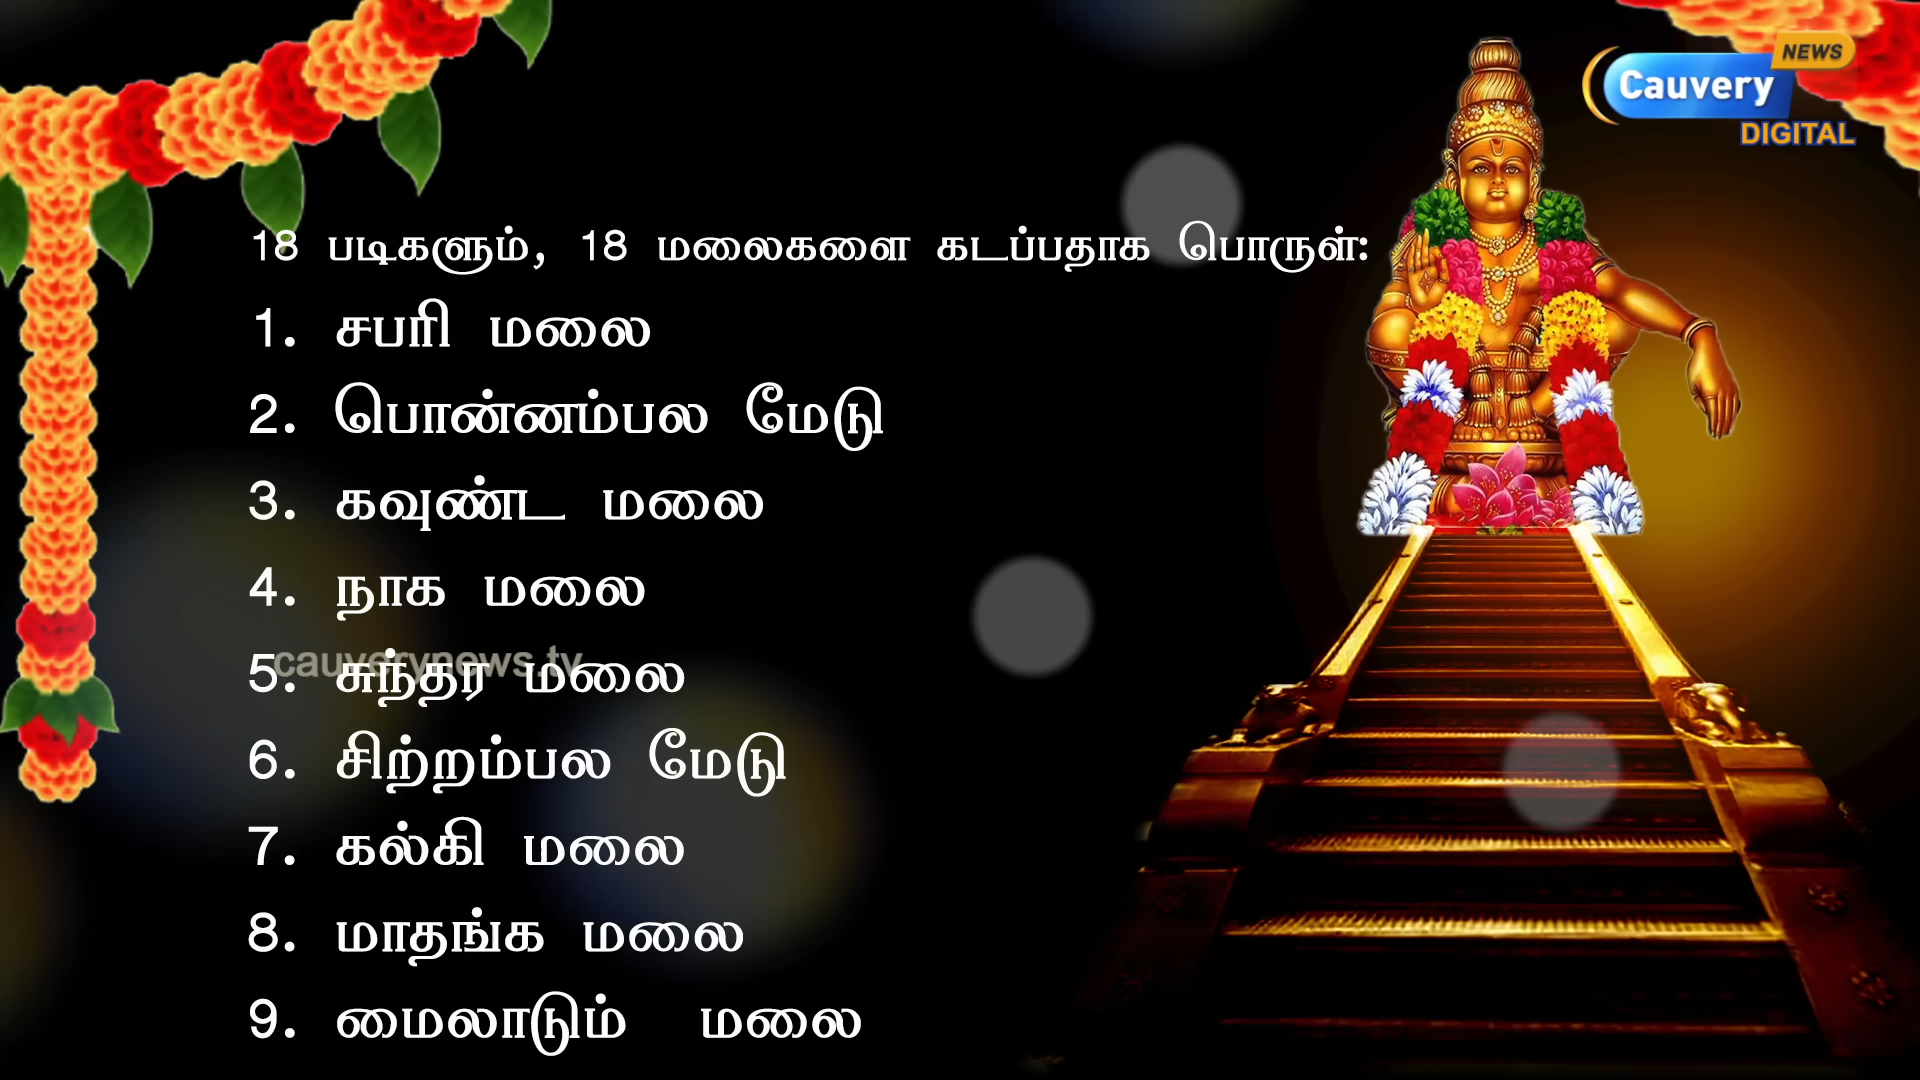 NEWS
Cauvery
DIGITAL
18 படிகளும், 18 மலைகளை கடப்பதாக பொருள்:
1. சபரி மலை
2. பொன்னம்பல மேடு
3. கவுண்ட மலை
4. நாக மலை
5. சுந்தர மலை
cauverynews.tv
6. சிற்றம்பல மேடு
7. கல்கி மலை
8. மாதங்க மலை
9. மைலாடும் மலை